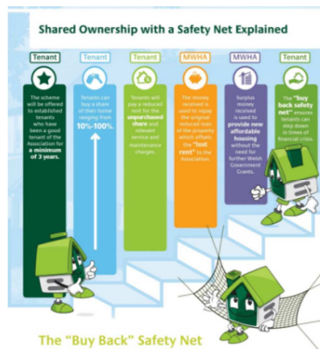 Shared Ownership with a Safety Net Explained
Tenant
The scheme
will be offered
to established
tenants
who have
been a good
tenant of the
Association for
a minimum
of 3 years.
Tenant
Tenants can
buy a share
of their home
ranging from
10%-100%.
Tenant
Tenants will
pay a reduced
rent for the
unpurchased
share and
relevant
service and
maintenance
charges.
MWHA
The money
received is
used to repay
the original
reduced loan
of the property
which offsets
the "lost
rent" to the
Association.
MWHA
Surplus
money
received
is used to
provide new
affordable
housing
without the
need for
further Welsh
Government
Grants.
Tenant
The "buy
back safety
net" ensures
tenants can
step down
in times of
financial crisis.
The "Buy Back" Safety Net